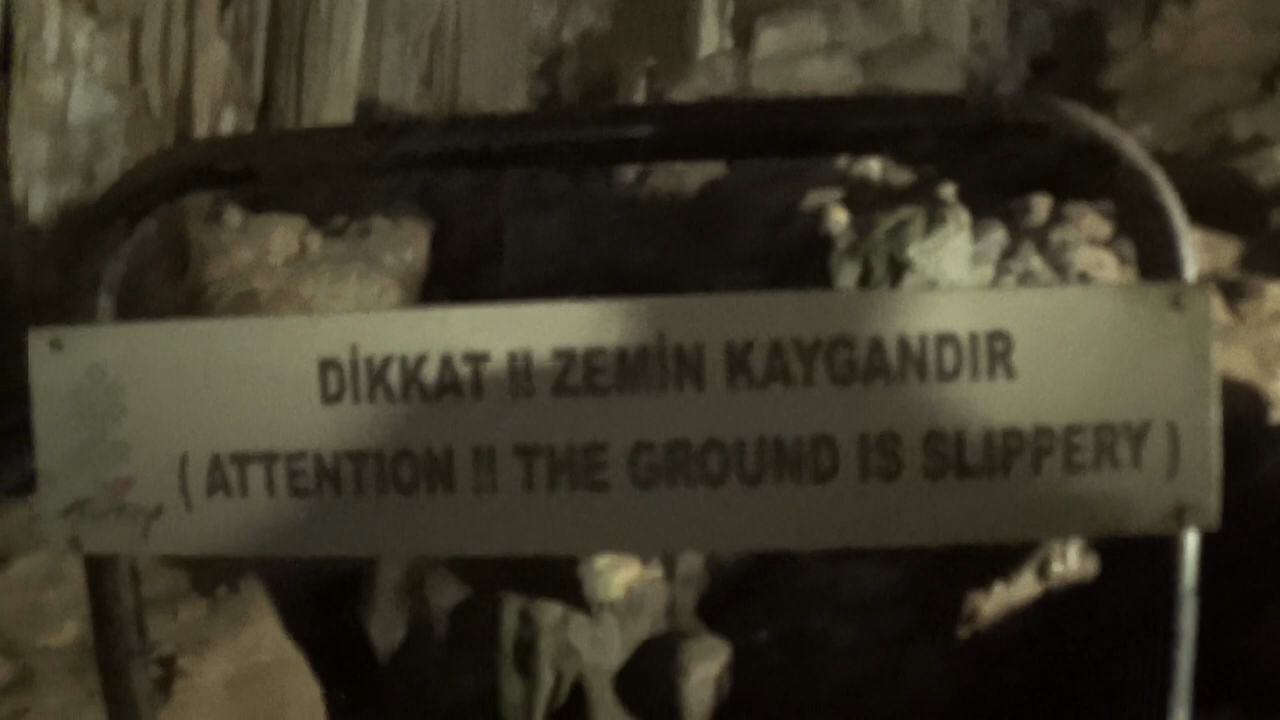 DİKKAT !! ZEMİN KAYGANDIR
( ATTENTION !! THE GROUND IS SLIPPERY )